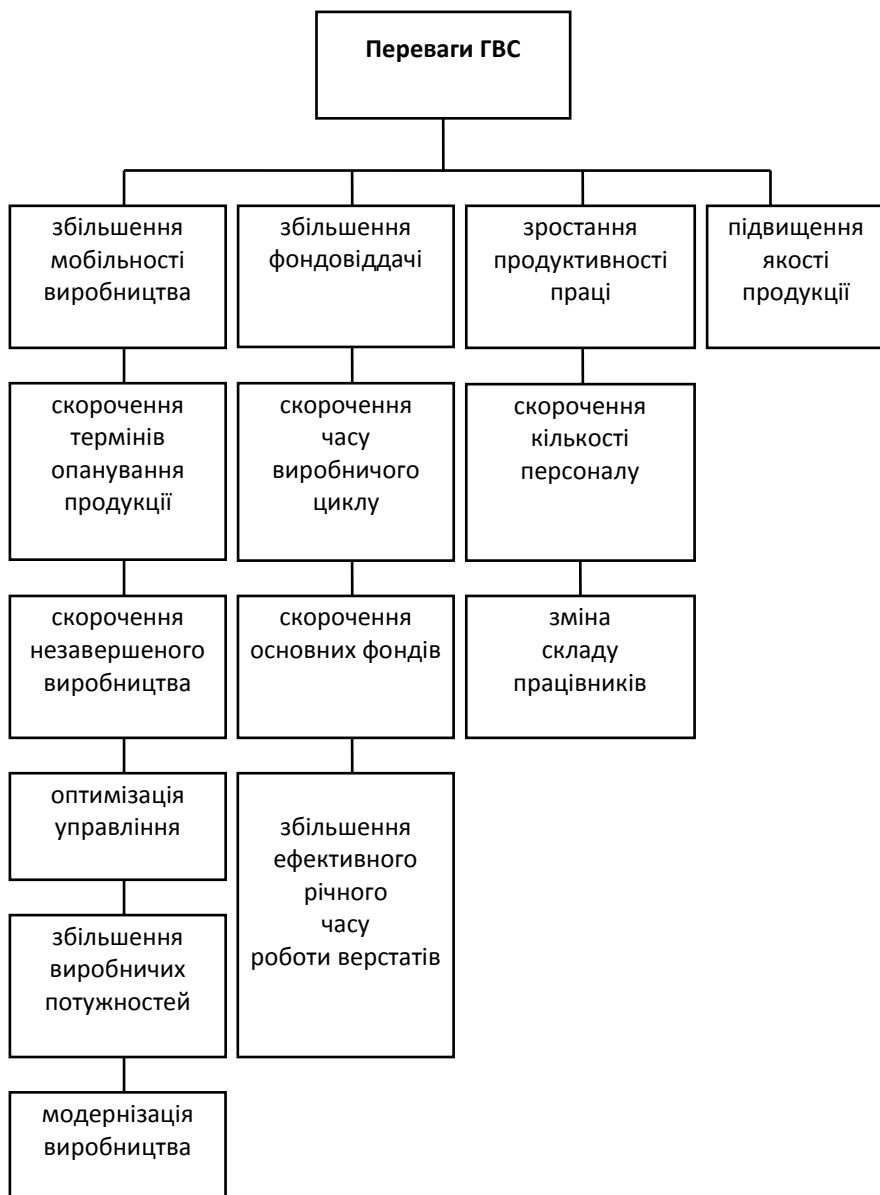 Переваги ГВС
збільшення
мобільності
виробництва
збільшення
фондовіддачі
зростання
продуктивності
праці
підвищення
якості
продукції
скорочення
термінів
опанування
продукції
скорочення
часу
виробничого
циклу
скорочення
кількості
персоналу
скорочення
незавершеного
виробництва
скорочення
основних фондів
зміна
складу
працівників
оптимізація
управління
збільшення
ефективного
річного
часу
роботи верстатів
збільшення
виробничих
потужностей
модернізація
виробництва